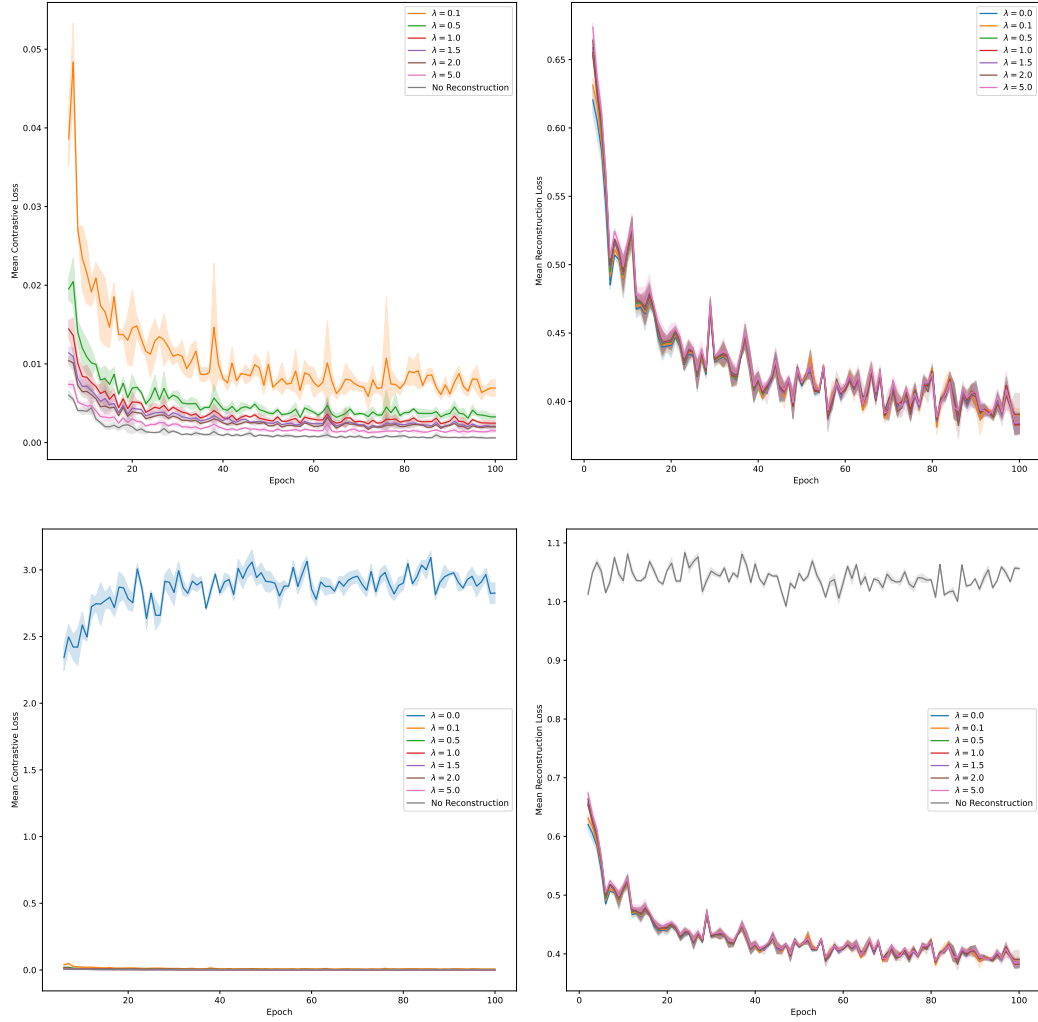 λ = 0.1
λ = 0.5
λ = 1.0
λ = 1.5
λ = 2.0
λ = 5.0
No Reconstruction
0.05
0.04
0.03
0.02
0.01
0.00
Mean Contrastive Loss
20
40
60
80
100
Epoch
λ = 0.0
λ = 0.1
λ = 0.5
λ = 1.0
λ = 1.5
λ = 2.0
λ = 5.0
0.65
0.60
0.55
0.50
0.45
0.40
Mean Reconstruction Loss
0
20
40
60
80
100
Epoch
3.0
2.5
2.0
1.5
1.0
0.5
0.0
Mean Contrastive Loss
λ = 0.0
λ = 0.1
λ = 0.5
λ = 1.0
λ = 1.5
λ = 2.0
λ = 5.0
No Reconstruction
20
40
60
80
100
Epoch
1.1
1.0
0.9
0.8
0.7
0.6
0.5
0.4
Mean Reconstruction Loss
λ = 0.0
λ = 0.1
λ = 0.5
λ = 1.0
λ = 1.5
λ = 2.0
λ = 5.0
No Reconstruction
0
20
40
60
80
100
Epoch